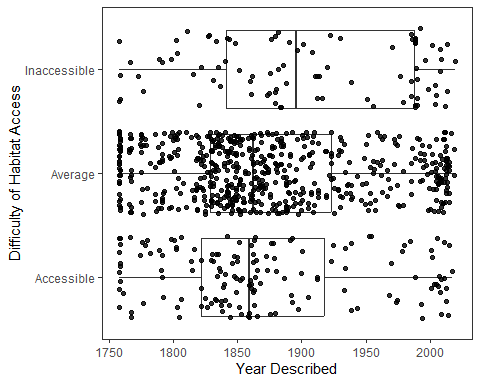 Difficulty of Habitat Access
Inaccessible
Average
Accessible
1750 1800 1850 1900 1950 2000
Year Described